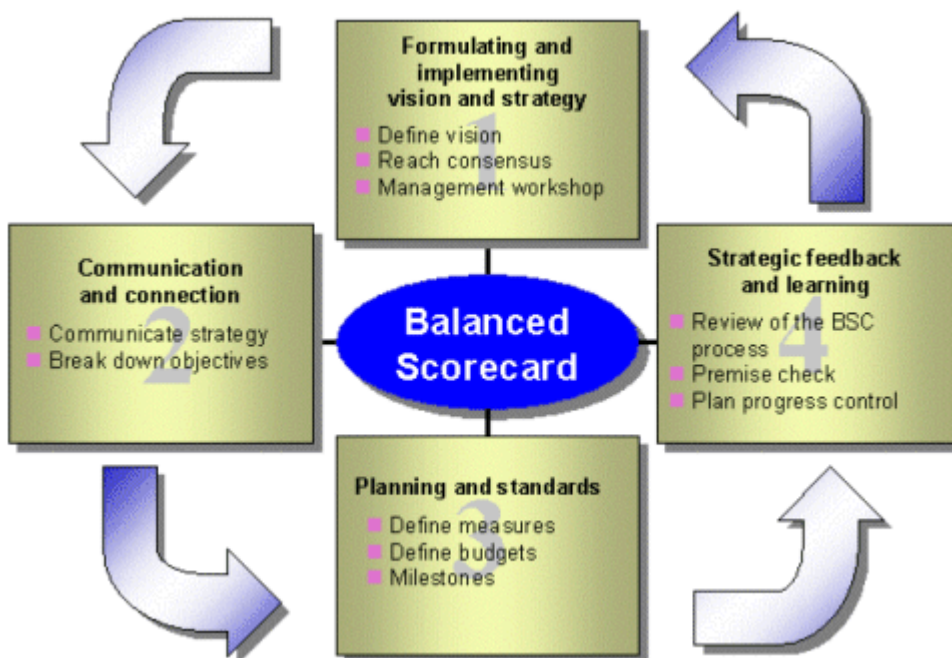 Formulating and
implementing
vision and strategy
1
Define vision
Reach consensus
Management workshop
Communication
and connection
2
Communicate strategy
Break down objectives
Balanced
Scorecard
Strategic feedback
and learning
4
Review of the BSC
process
Premise check
Plan progress control
Planning and standards
3
Define measures
Define budgets
Milestones